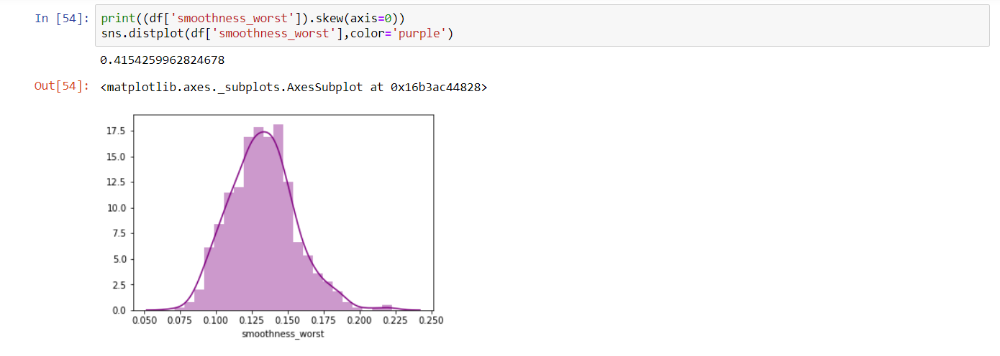 In [54]: print((df['smoothness_worst']).skew(axis=0))
sns.distplot(df['smoothness_worst'],color='purple')
0.4154259962824678
Out[54]: <matplotlib.axes._subplots.AxesSubplot at 0x16b3ac44828>
17.5
15.0
12.5
10.0
7.5
5.0
2.5
0.0
0.050 0.075 0.100 0.125 0.150 0.175 0.200 0.225 0.250
smoothness_worst